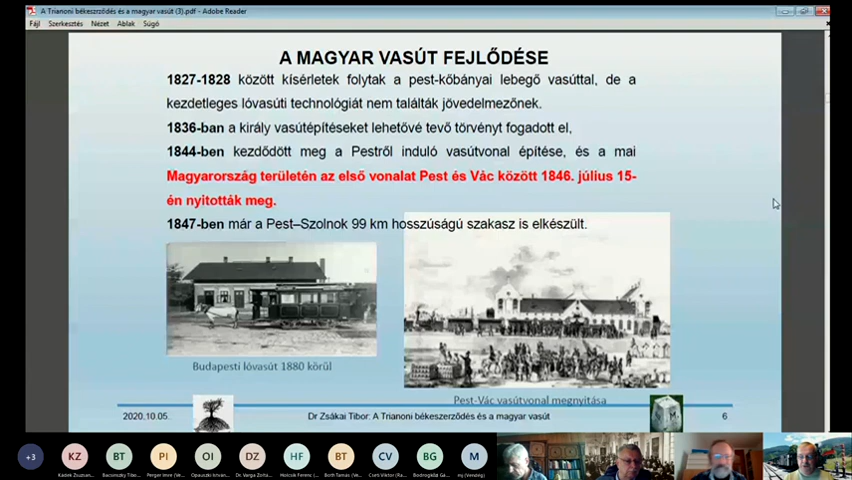 A Trianoni békeszerződés és a magyar vasút (3).pdf - Adobe Reader
Fájl Szerkesztés Nézet Ablak Súgó
A MAGYAR VASÚT FEJLŐDÉSE
1827-1828 között kísérletek folytak a pest-kőbányai lebegő vasúttal, de a
kezdetleges lóvasúti technológiát nem találták jövedelmezőnek.
1836-ban a király vasútépítéseket lehetővé tevő törvényt fogadott el,
1844-ben kezdődött meg a Pestről induló vasútvonal építése, és a mai
Magyarország területén az első vonalat Pest és Vác között 1846. július 15-
én nyitották meg.
1847-ben már a Pest–Szolnok 99 km hosszúságú szakasz is elkészült.
Budapesti lóvasút 1880 körül
Pest-Vác vasútvonal megnyitása
2020.10.05. Dr Zsákai Tibor: A Trianoni békeszerződés és a magyar vasút 6
+3 KZ BT PI OI DZ HF BT CV BG M